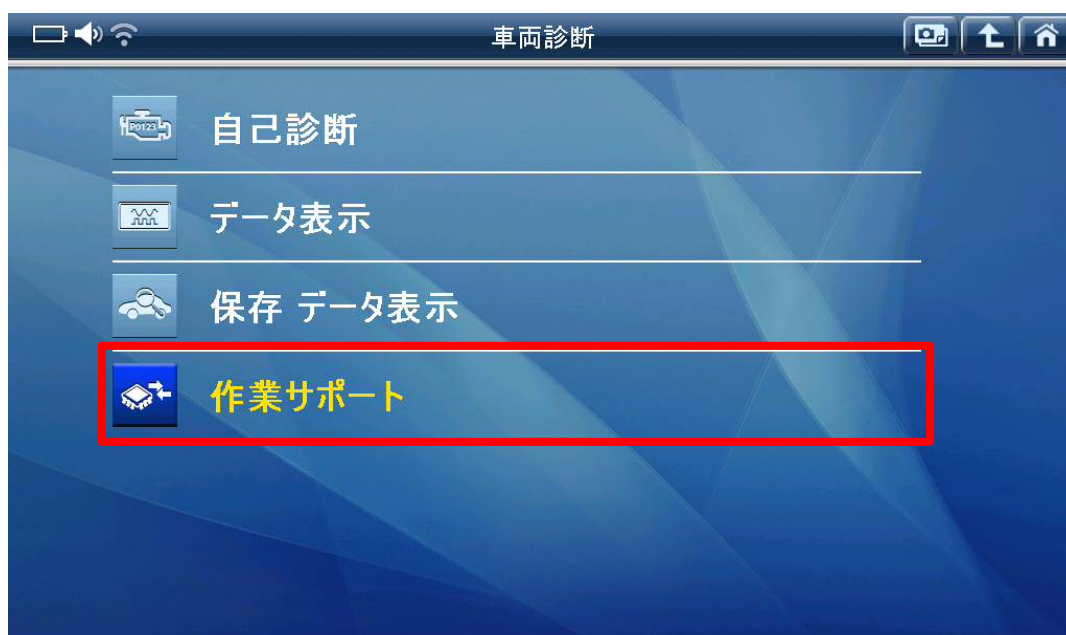 車両診断
P0123
自己診断
データ表示
保存 データ表示
作業サポート